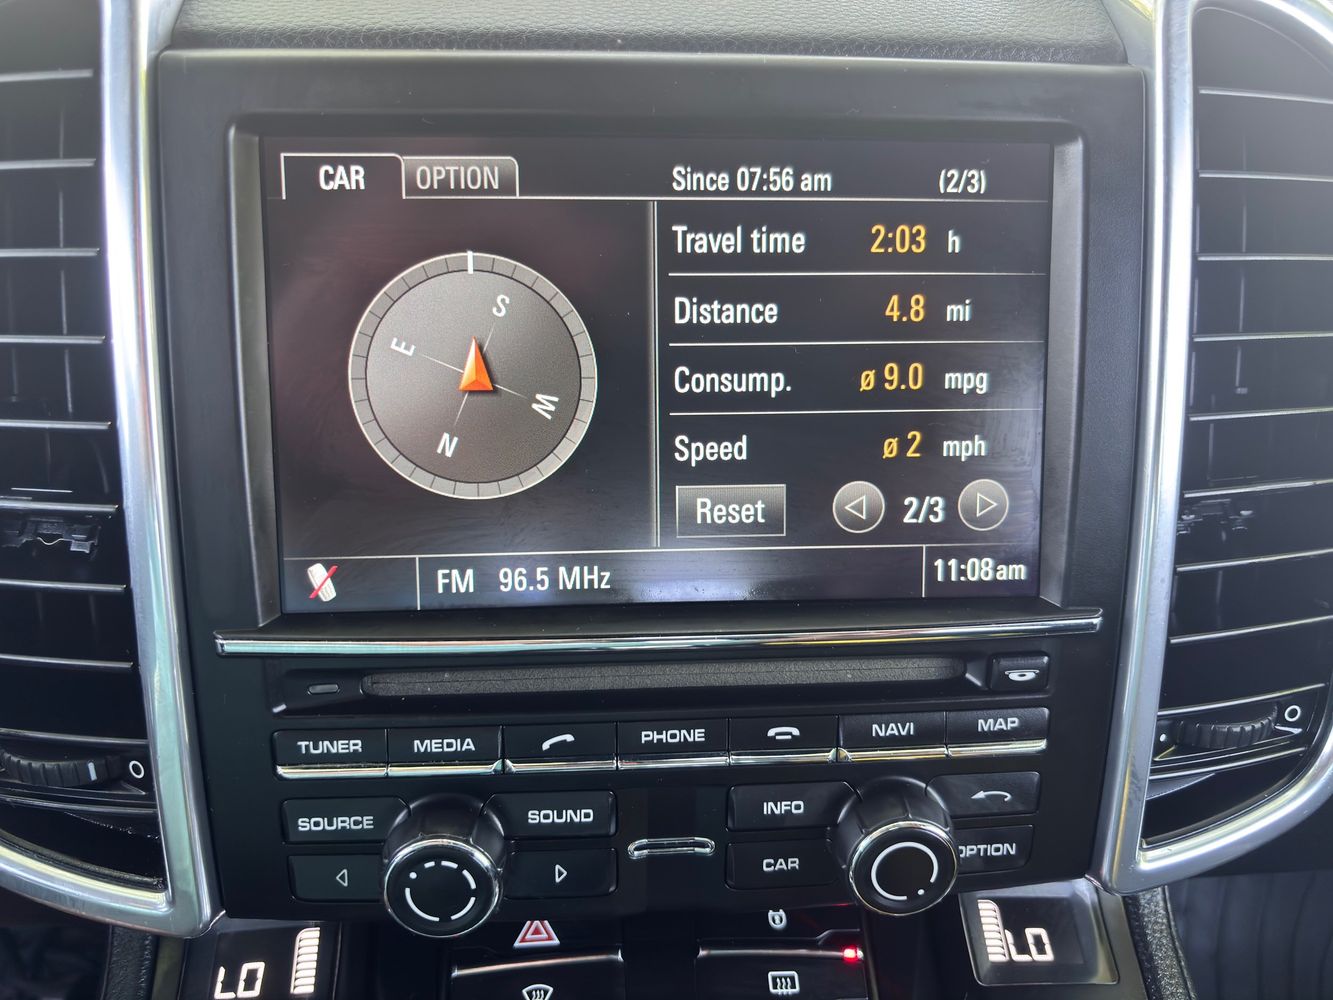 CAR OPTION Since 07:56 am (2/3)
Travel time 2:03 h
Distance 4.8 mi
Consump. ø 9.0 mpg
Speed ø 2 mph
Reset 2/3
S
E
W
N
FM 96.5 MHz 11:08am
TUNER MEDIA PHONE NAVI MAP
SOURCE SOUND INFO
CAR OPTION
LO LO